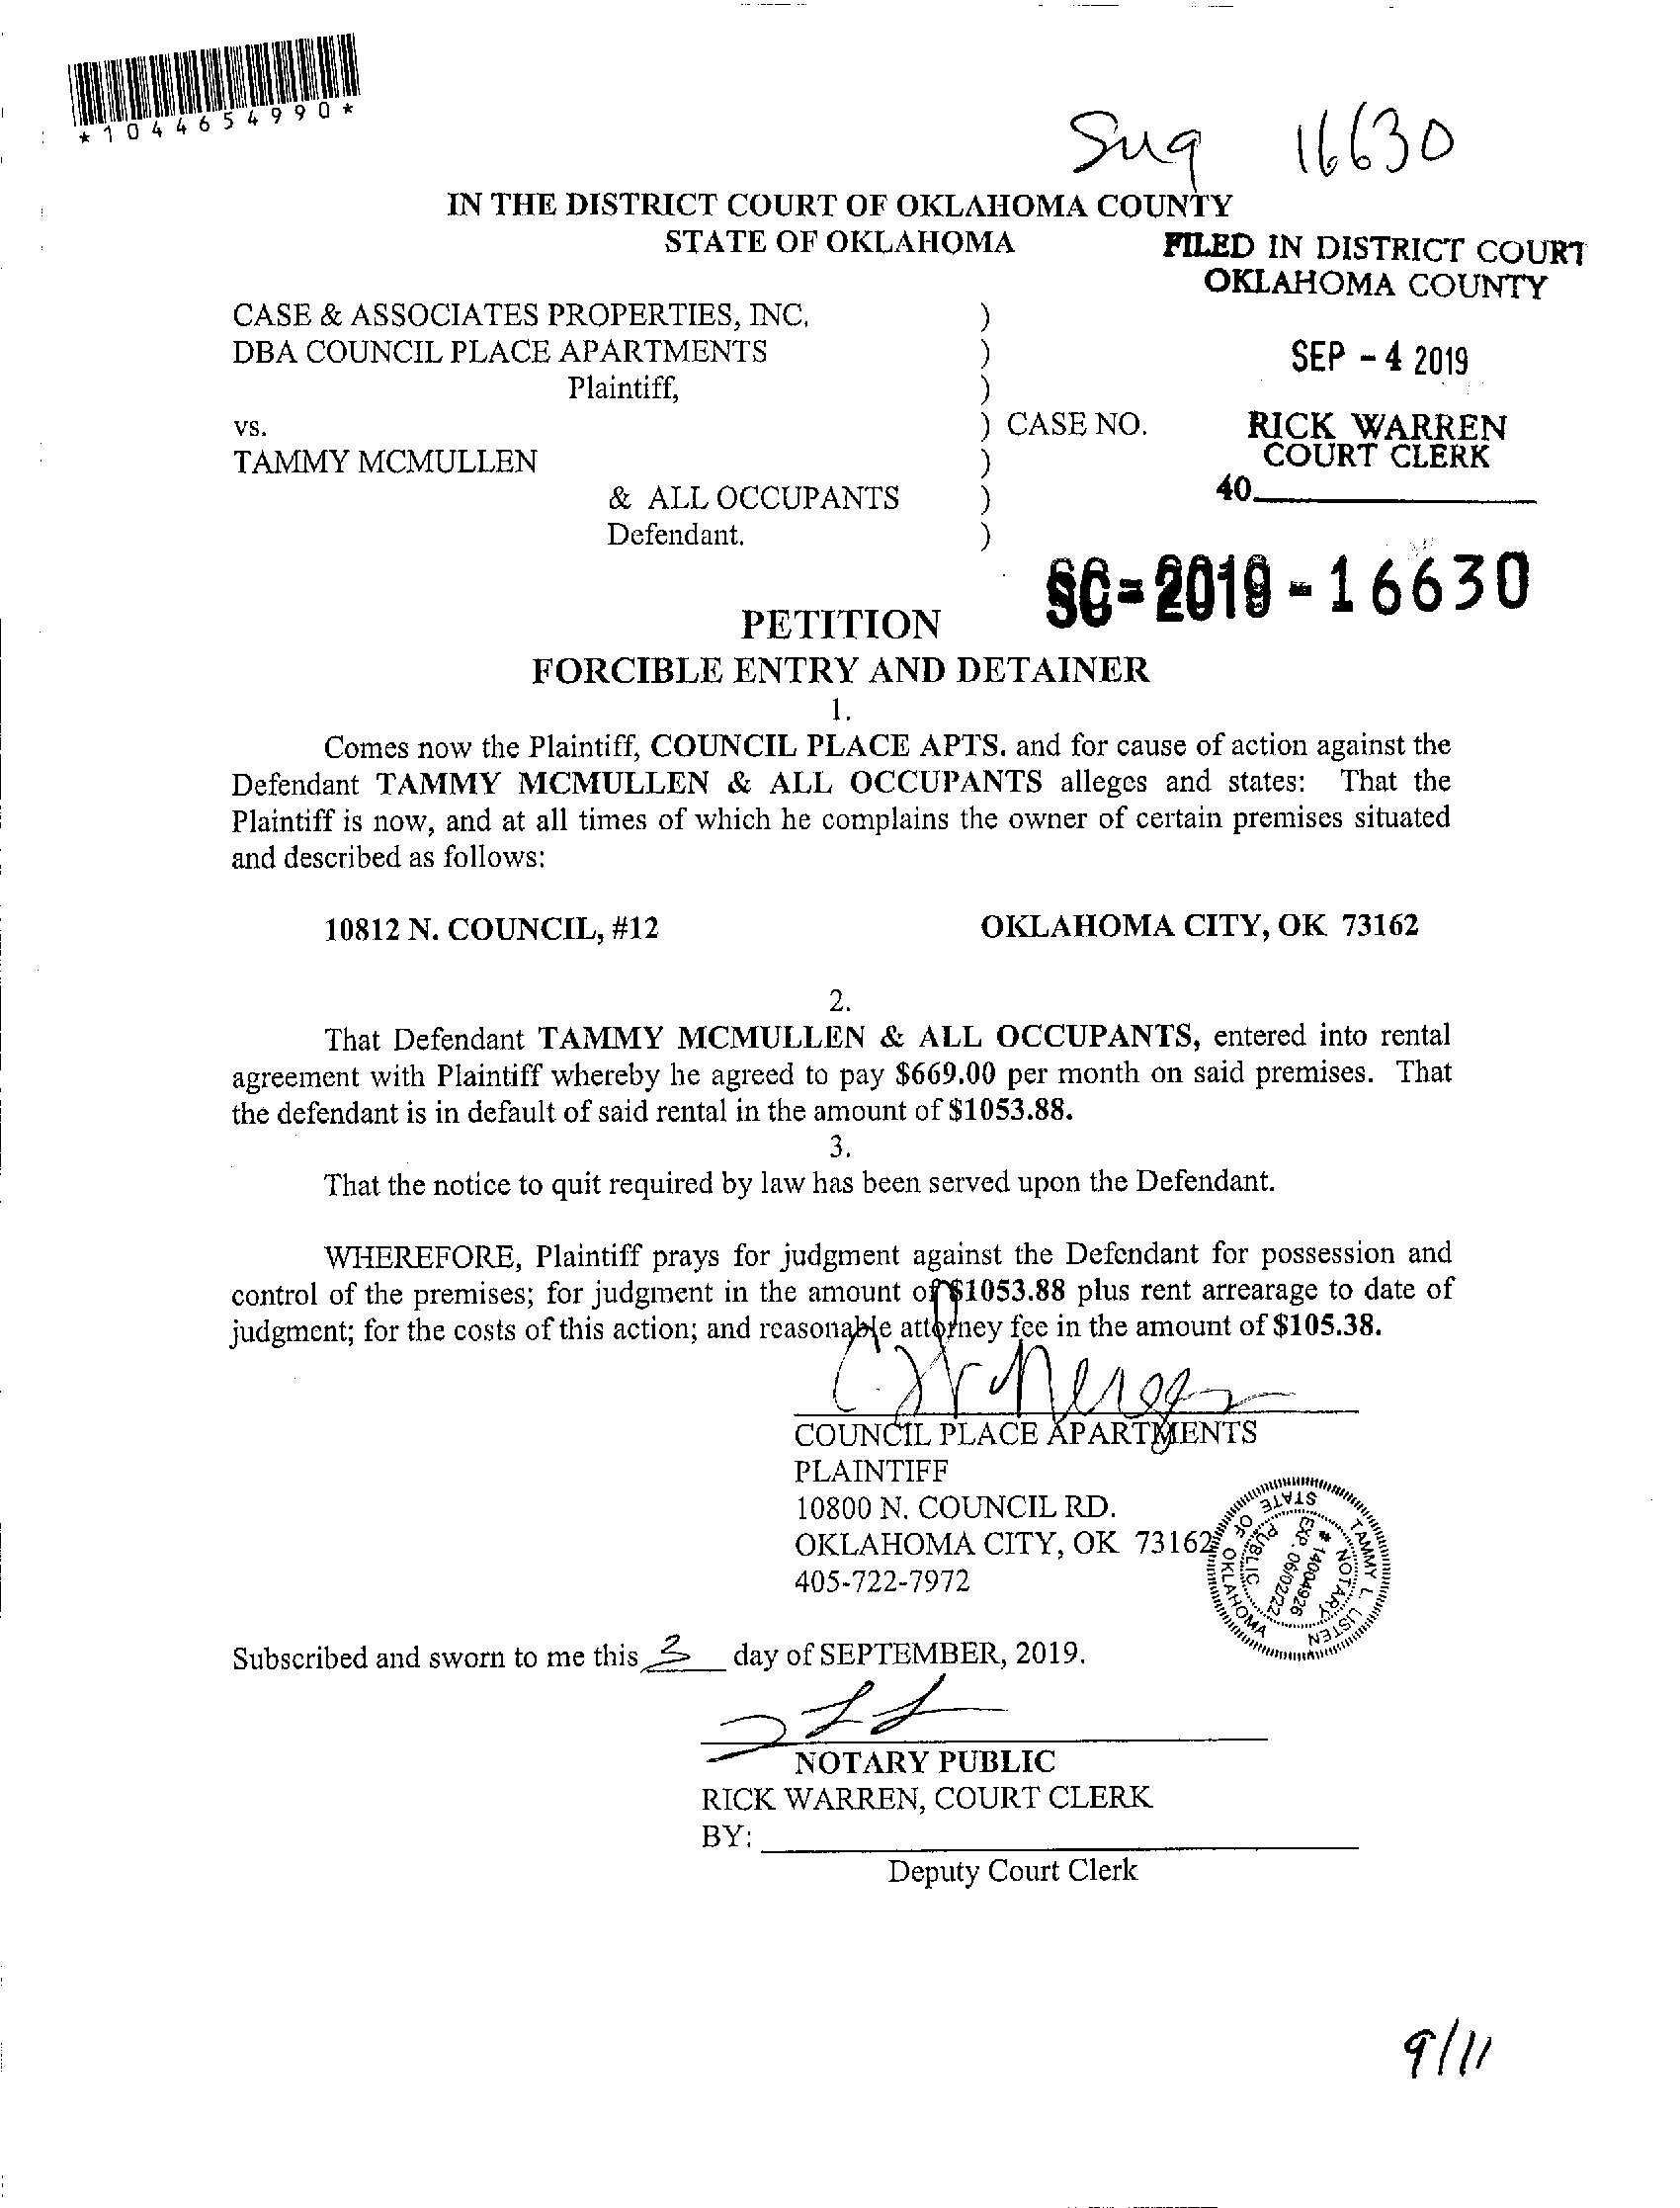 *1044654990*
16630
IN THE DISTRICT COURT OF OKLAHOMA COUNTY
STATE OF OKLAHOMA
FILED IN DISTRICT COURT
OKLAHOMA COUNTY
SEP - 4 2019
RICK WARREN
COURT CLERK
40
CASE & ASSOCIATES PROPERTIES, INC. )
DBA COUNCIL PLACE APARTMENTS )
Plaintiff, )
vs. ) CASE NO.
TAMMY MCMULLEN )
& ALL OCCUPANTS )
Defendant. )
SC-2019-16630
PETITION
FORCIBLE ENTRY AND DETAINER
1.
Comes now the Plaintiff, COUNCIL PLACE APTS. and for cause of action against the
Defendant TAMMY MCMULLEN & ALL OCCUPANTS alleges and states: That the
Plaintiff is now, and at all times of which he complains the owner of certain premises situated
and described as follows:
10812 N. COUNCIL, #12 OKLAHOMA CITY, OK 73162
2.
That Defendant TAMMY MCMULLEN & ALL OCCUPANTS, entered into rental
agreement with Plaintiff whereby he agreed to pay $669.00 per month on said premises. That
the defendant is in default of said rental in the amount of $1053.88.
3.
That the notice to quit required by law has been served upon the Defendant.
WHEREFORE, Plaintiff prays for judgment against the Defendant for possession and
control of the premises; for judgment in the amount of $1053.88 plus rent arrearage to date of
judgment; for the costs of this action; and reasonable attorney fee in the amount of $105.38.
COUNCIL PLACE APARTMENTS
PLAINTIFF
10800 N. COUNCIL RD.
OKLAHOMA CITY, OK 73162
405-722-7972
TAMMY L. LISTEN
NOTARY PUBLIC
# 14004926
EXP. 06/02/22
STATE OF OKLAHOMA
Subscribed and sworn to me this 3 day of SEPTEMBER, 2019.
NOTARY PUBLIC
RICK WARREN, COURT CLERK
BY:
Deputy Court Clerk
9/11